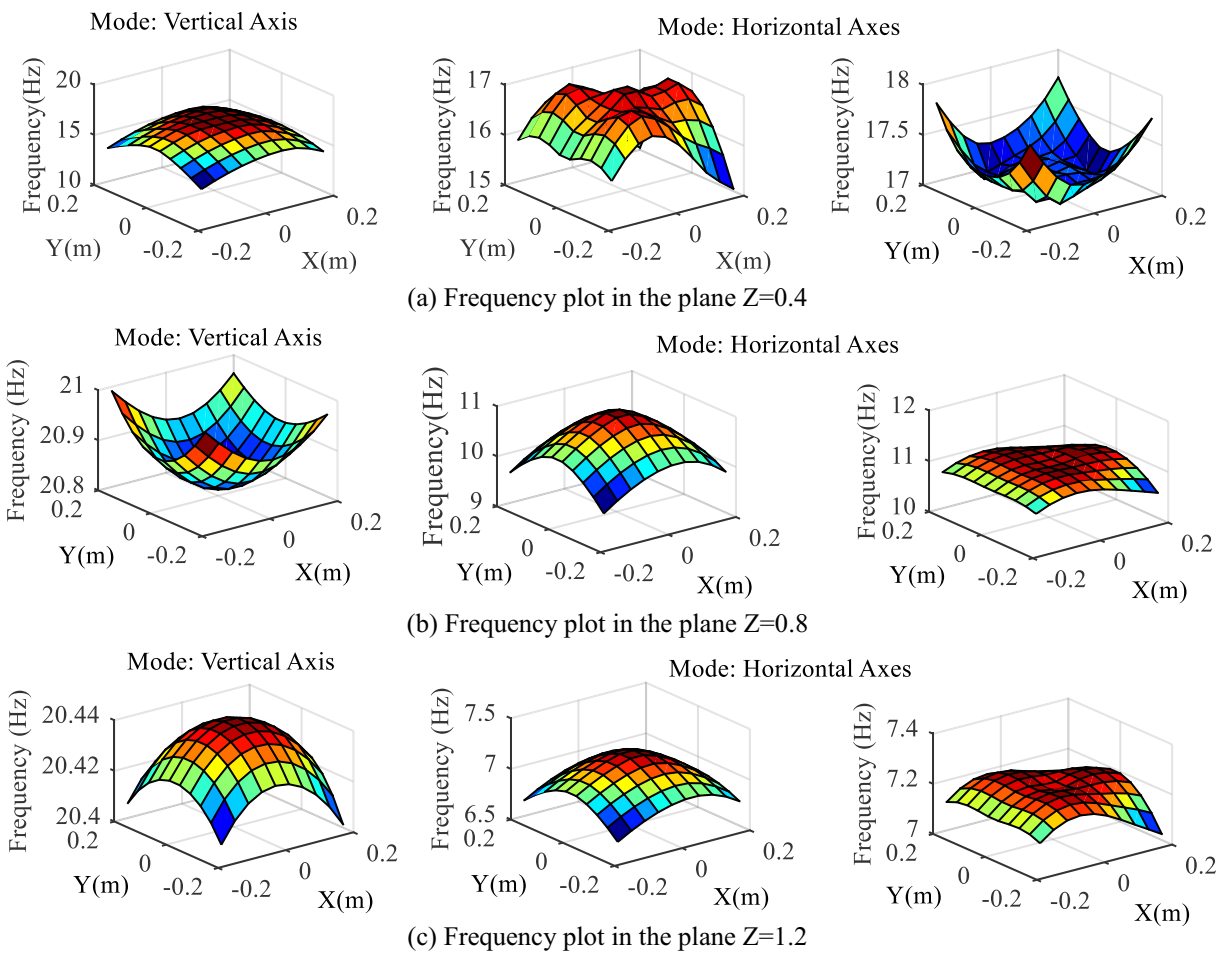 Mode: Vertical Axis
Mode: Horizontal Axes
Frequency(Hz)
20
15
10
0.2
0
-0.2
Y(m)
-0.2
0
0.2
X(m)
Frequency(Hz)
17
16
15
0.2
0
-0.2
Y(m)
-0.2
0
0.2
X(m)
Frequency(Hz)
18
17.5
17
0.2
0
-0.2
Y(m)
-0.2
0
0.2
X(m)
(a) Frequency plot in the plane Z=0.4
Mode: Vertical Axis
Mode: Horizontal Axes
Frequency (Hz)
21
20.9
20.8
0.2
0
-0.2
Y(m)
-0.2
0
0.2
X(m)
Frequency(Hz)
11
10
9
0.2
0
-0.2
Y(m)
-0.2
0
0.2
X(m)
Frequency(Hz)
12
11
10
0.2
0
-0.2
Y(m)
-0.2
0
0.2
X(m)
(b) Frequency plot in the plane Z=0.8
Mode: Vertical Axis
Mode: Horizontal Axes
Frequency (Hz)
20.44
20.42
20.4
0.2
0
-0.2
Y(m)
-0.2
0
0.2
X(m)
Frequency (Hz)
7.5
7
6.5
0.2
0
-0.2
Y(m)
-0.2
0
0.2
X(m)
Frequency (Hz)
7.4
7.2
7
0.2
0
-0.2
Y(m)
-0.2
0
0.2
X(m)
(c) Frequency plot in the plane Z=1.2